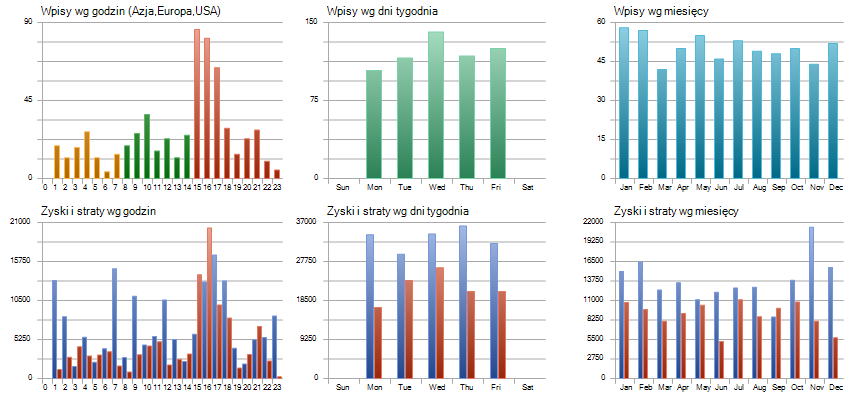 Wpisy wg godzin (Azja,Europa,USA)
90
45
0
0 1 2 3 4 5 6 7 8 9 10 11 12 13 14 15 16 17 18 19 20 21 22 23
Wpisy wg dni tygodnia
150
75
0
Sun Mon Tue Wed Thu Fri Sat
Wpisy wg miesięcy
60
45
30
15
0
Jan Feb Mar Apr May Jun Jul Aug Sep Oct Nov Dec
Zyski i straty wg godzin
21000
15750
10500
5250
0
0 1 2 3 4 5 6 7 8 9 10 11 12 13 14 15 16 17 18 19 20 21 22 23
Zyski i straty wg dni tygodnia
37000
27750
18500
9250
0
Sun Mon Tue Wed Thu Fri Sat
Zyski i straty wg miesięcy
22000
19250
16500
13750
11000
8250
5500
2750
0
Jan Feb Mar Apr May Jun Jul Aug Sep Oct Nov Dec